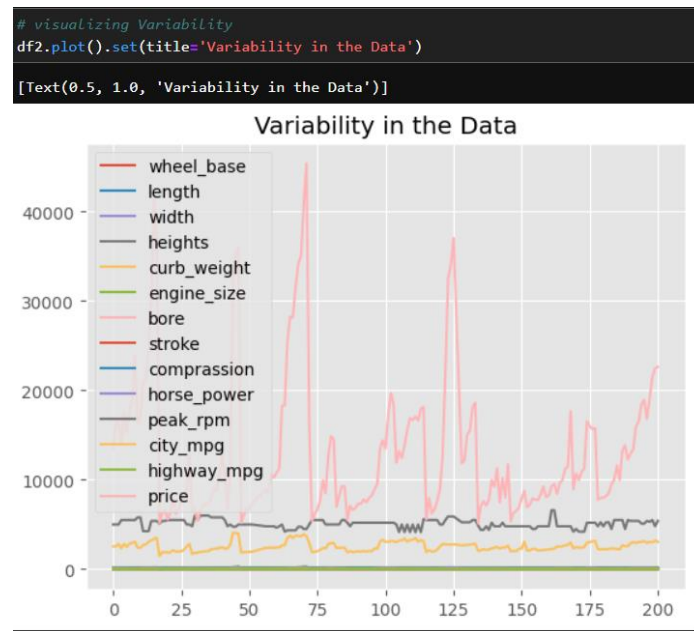 # visualizing Variability
df2.plot().set(title='Variability in the Data')
[Text(0.5, 1.0, 'Variability in the Data')]
Variability in the Data
wheel_base
length
width
heights
curb_weight
engine_size
bore
stroke
comprassion
horse_power
peak_rpm
city_mpg
highway_mpg
price
40000
30000
20000
10000
0
0 25 50 75 100 125 150 175 200